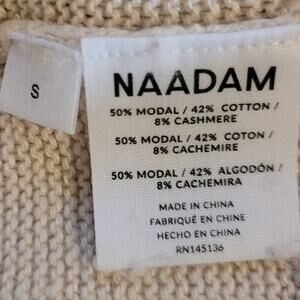 S
NAADAM
50% MODAL / 42% COTTON /
8% CASHMERE
50% MODAL / 42% COTON /
8% CACHEMIRE
50% MODAL / 42% ALGODÓN /
8% CACHEMIRA
MADE IN CHINA
FABRIQUÉ EN CHINE
HECHO EN CHINA
RN145136